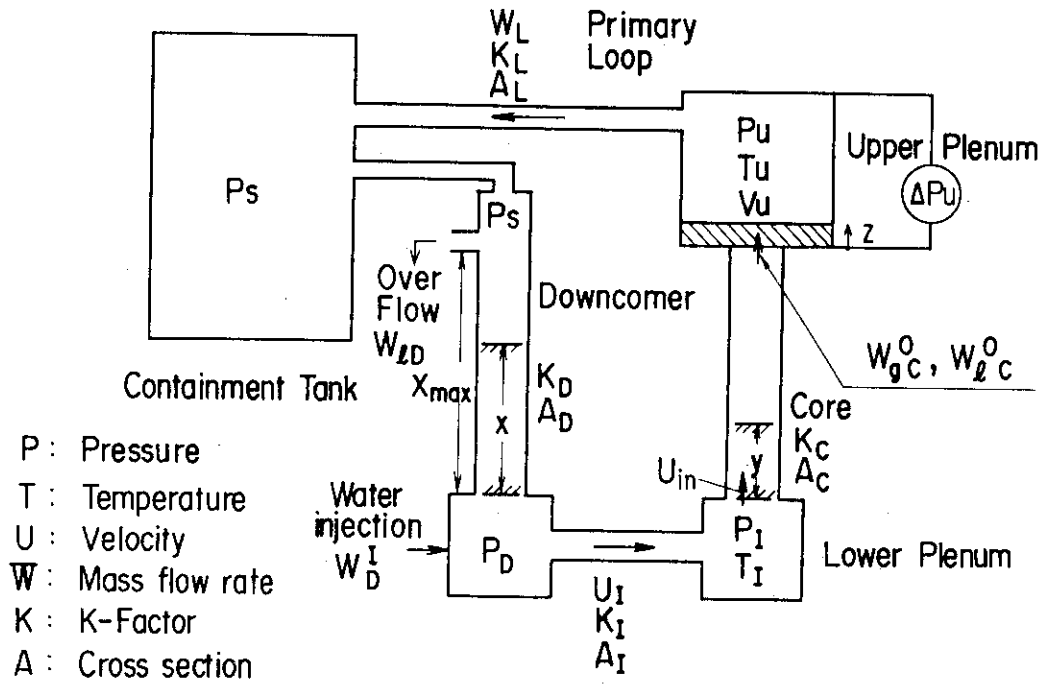 W_L
K_L
A_L
Primary
Loop
Ps
Pu
Tu
Vu
Upper Plenum
ΔPu
z
Ps
Over
Flow
W_ℓD
X_max
Downcomer
K_D
A_D
x
W_g^0_C, W_ℓ^0_C
Containment Tank
Core
K_C
A_C
y
U_in
Water
injection
W_D^I
P_D
P_I
T_I
Lower Plenum
U_I
K_I
A_I
P : Pressure
T : Temperature
U : Velocity
W : Mass flow rate
K : K-Factor
A : Cross section